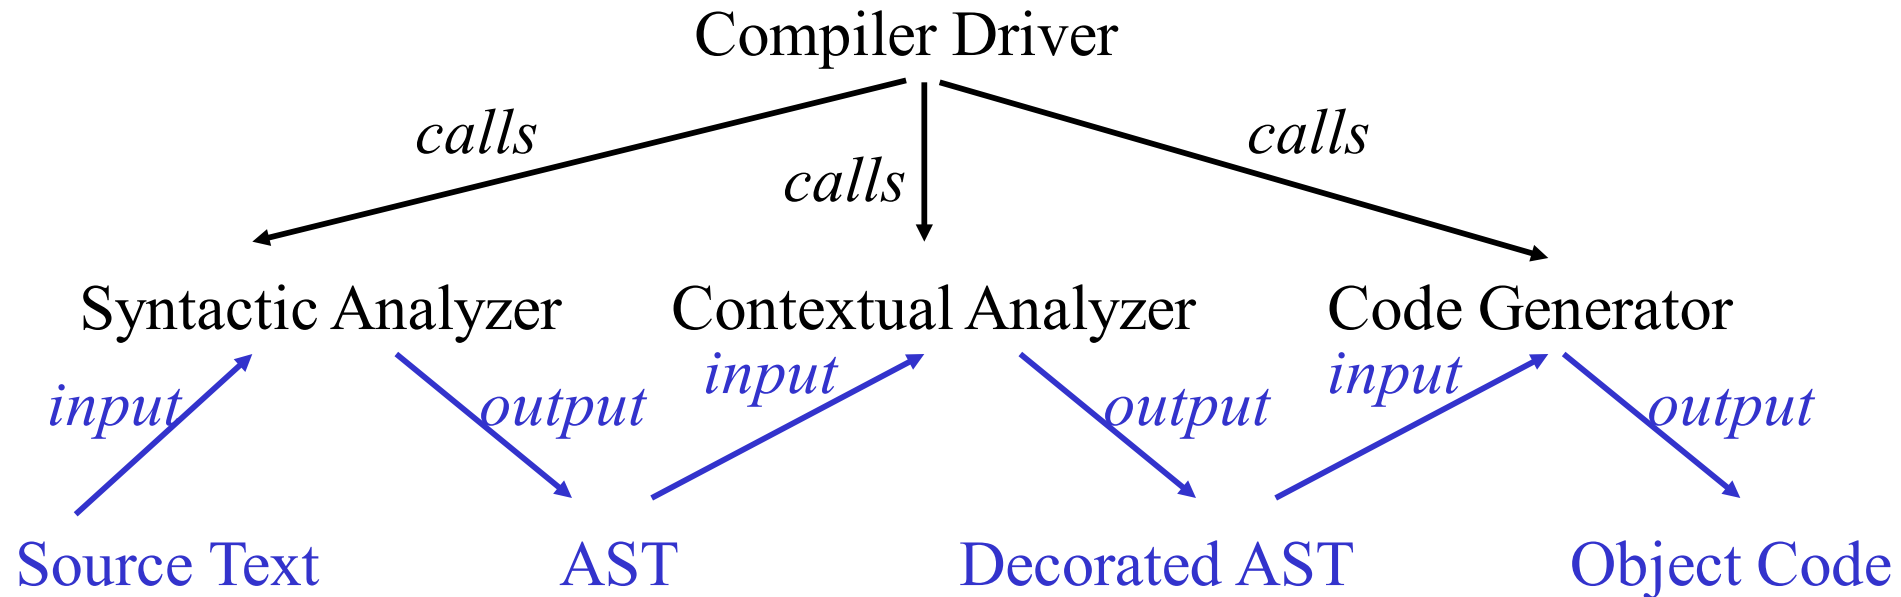 Compiler Driver
calls
calls
calls
Syntactic Analyzer
Contextual Analyzer
Code Generator
input
output
input
output
input
output
Source Text
AST
Decorated AST
Object Code